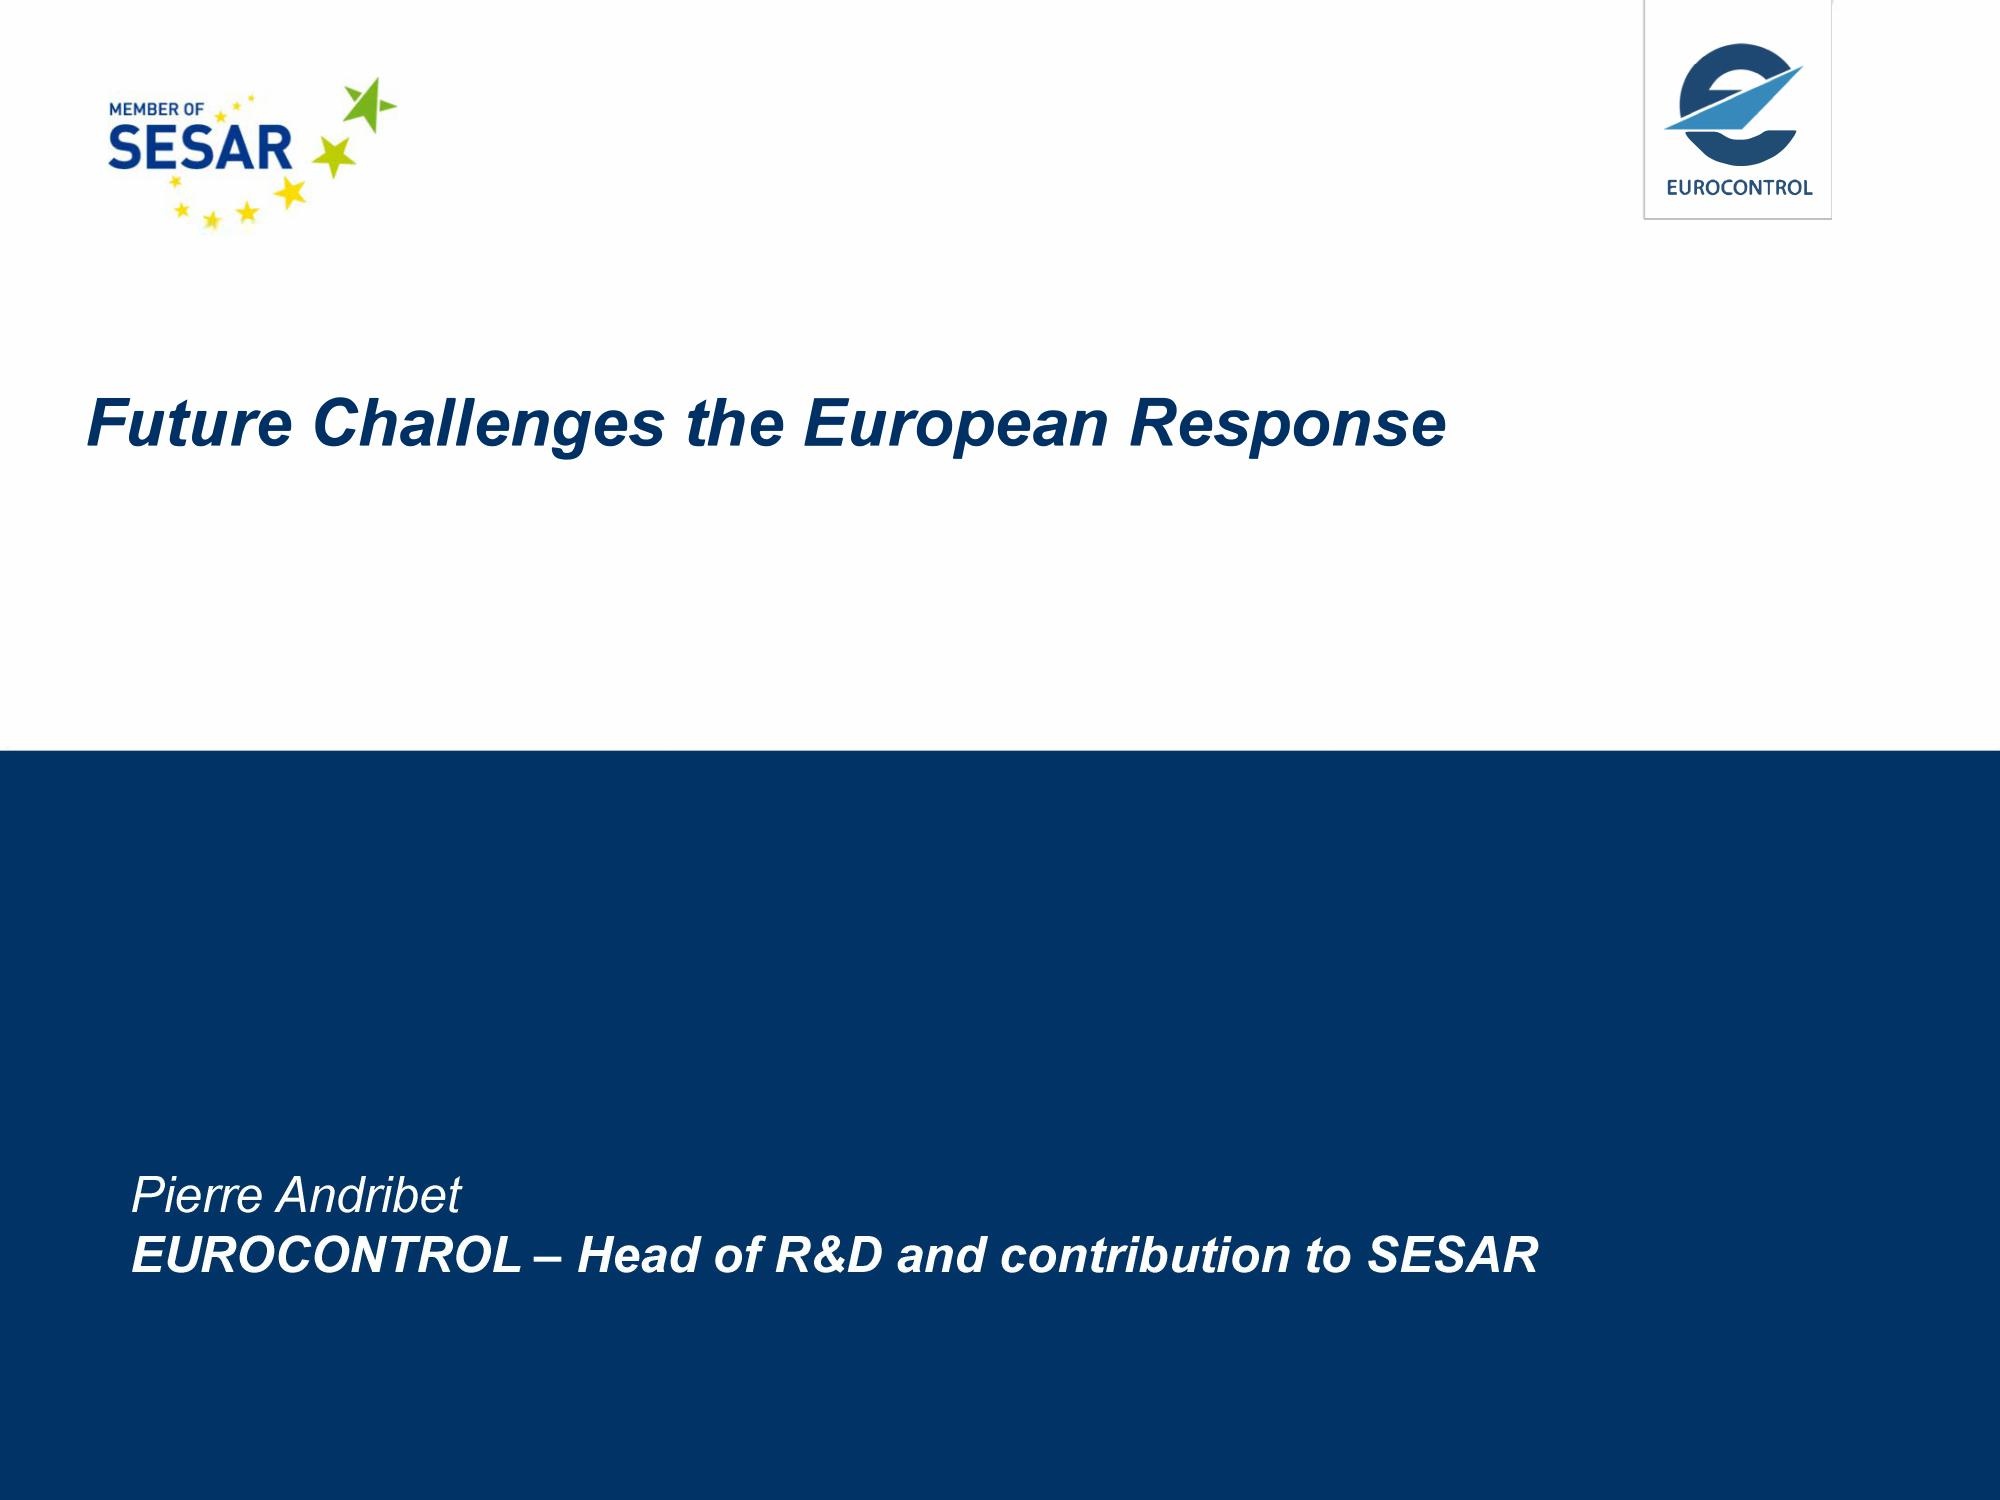 MEMBER OF
SESAR
EUROCONTROL
Future Challenges the European Response
Pierre Andribet
EUROCONTROL – Head of R&D and contribution to SESAR